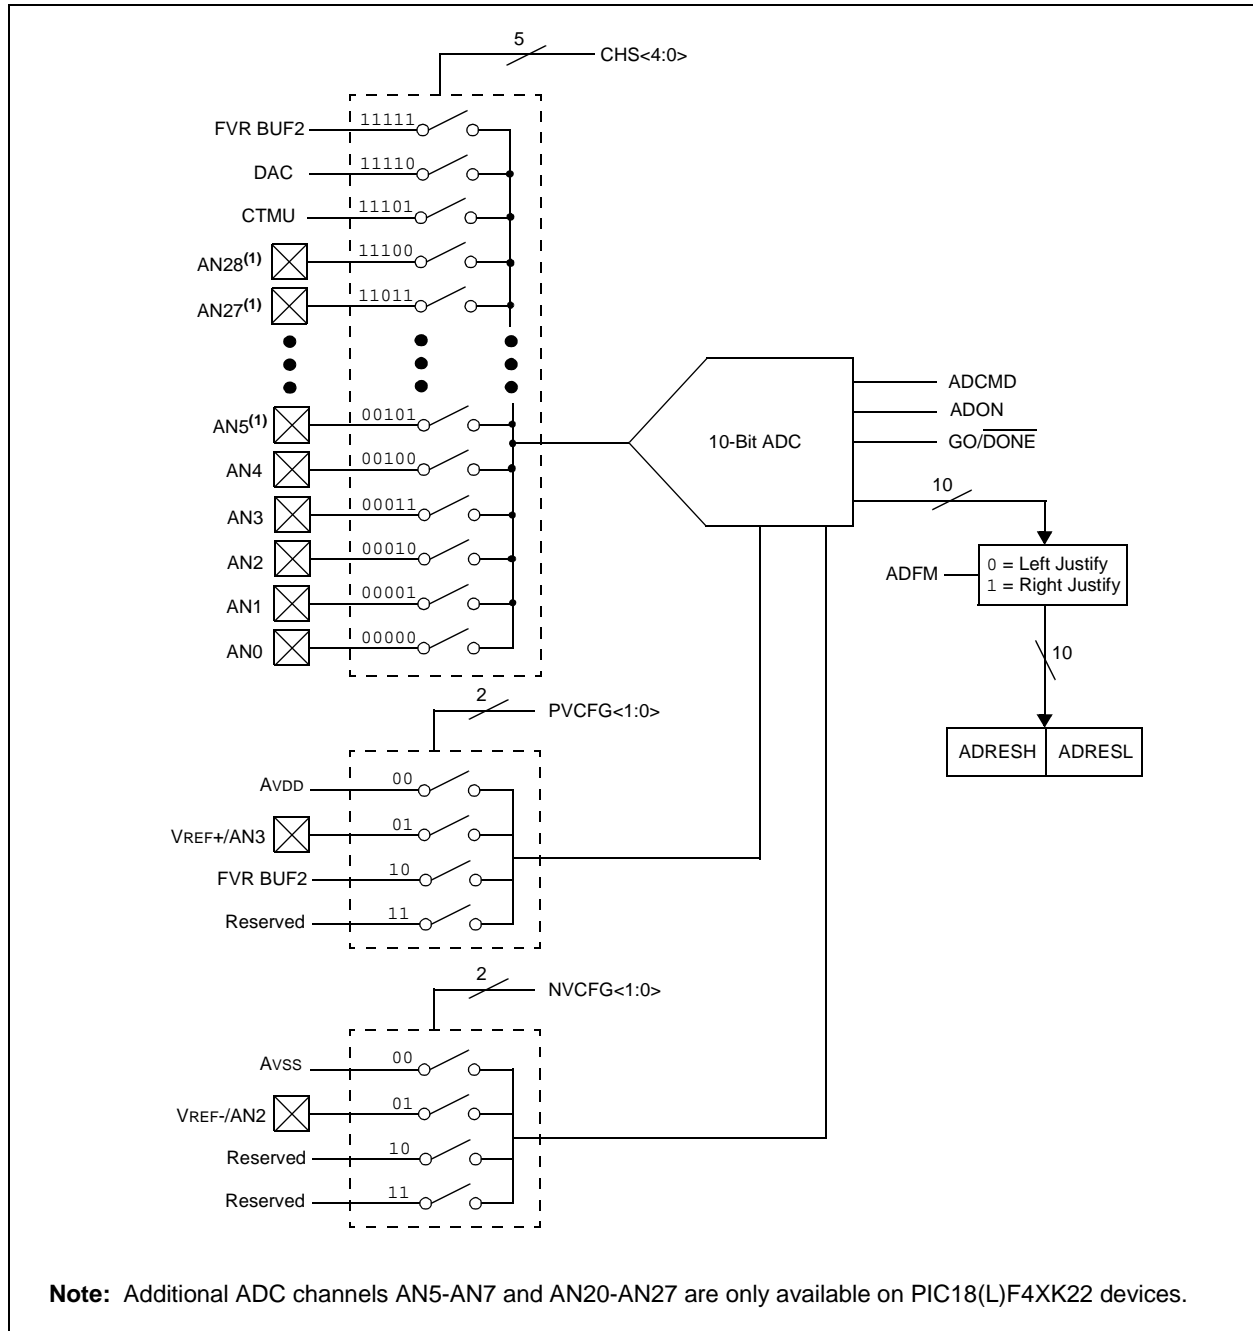 5
CHS<4:0>
FVR BUF2 11111
DAC 11110
CTMU 11101
AN28(1) 11100
AN27(1) 11011
AN5(1) 00101
AN4 00100
AN3 00011
AN2 00010
AN1 00001
AN0 00000
10-Bit ADC
ADCMD
ADON
GO/DONE
10
ADFM
0 = Left Justify
1 = Right Justify
10
ADRESH ADRESL
2
PVCFG<1:0>
AVDD 00
VREF+/AN3 01
FVR BUF2 10
Reserved 11
2
NVCFG<1:0>
AVSS 00
VREF-/AN2 01
Reserved 10
Reserved 11
Note: Additional ADC channels AN5-AN7 and AN20-AN27 are only available on PIC18(L)F4XK22 devices.